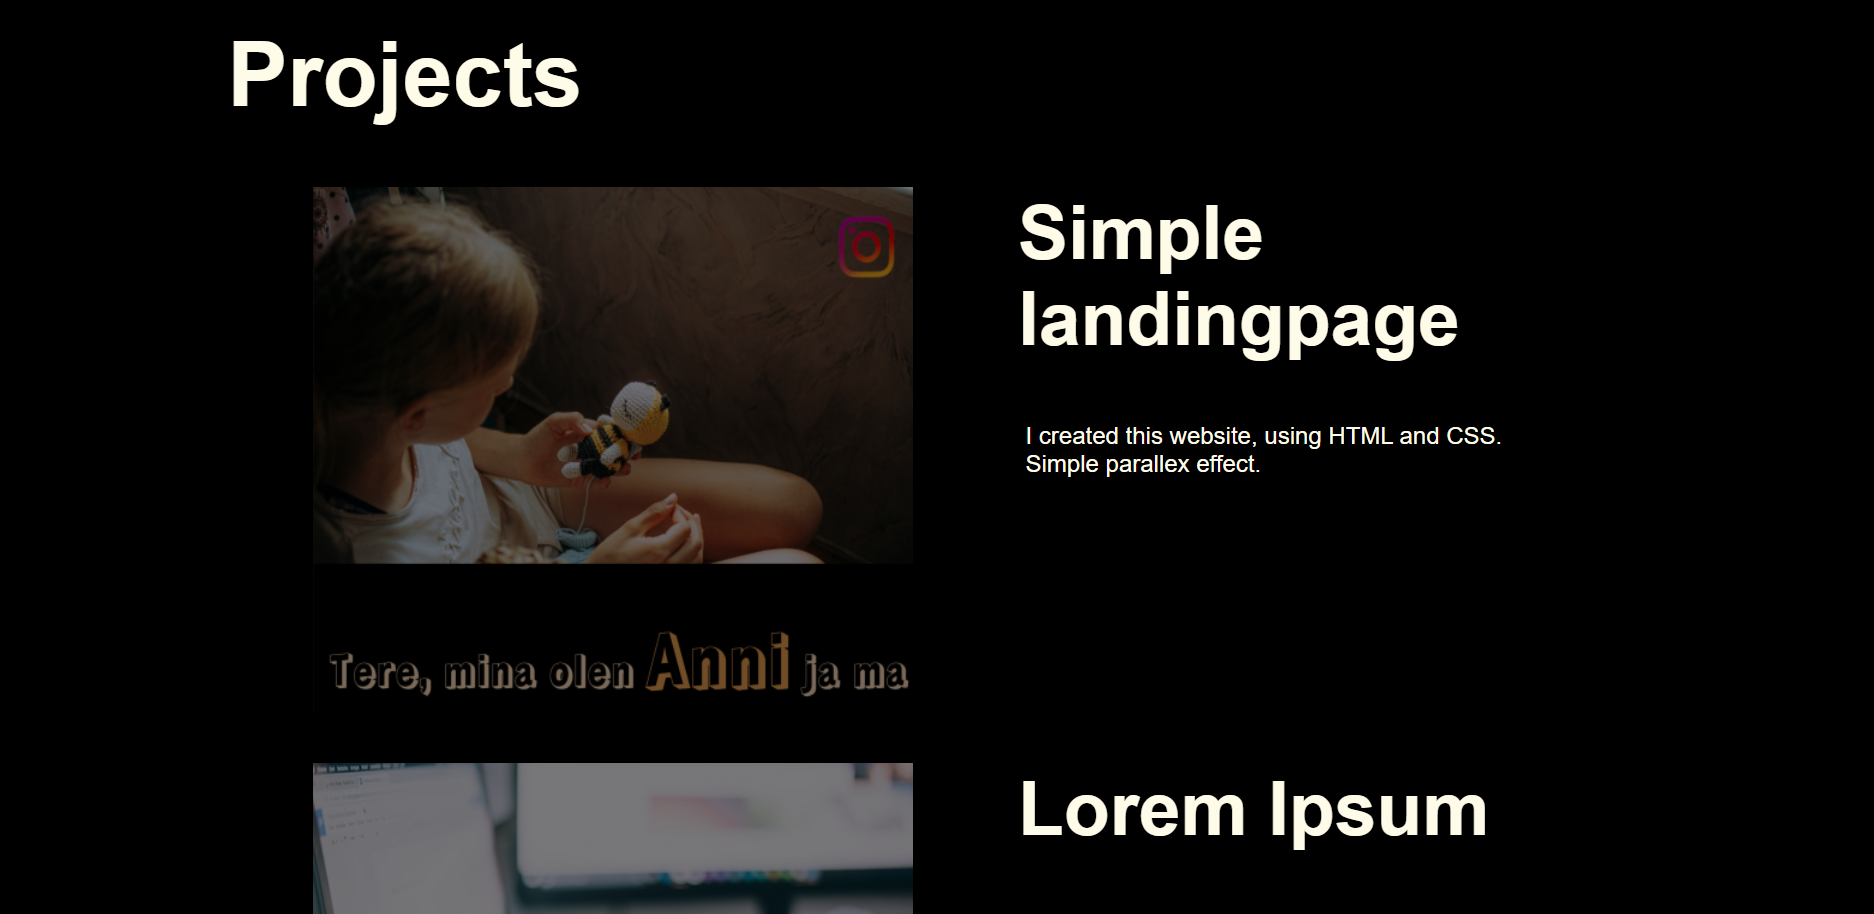 Projects
Simple
landingpage
I created this website, using HTML and CSS.
Simple parallex effect.
Tere, mina olen Anni ja ma
Lorem Ipsum